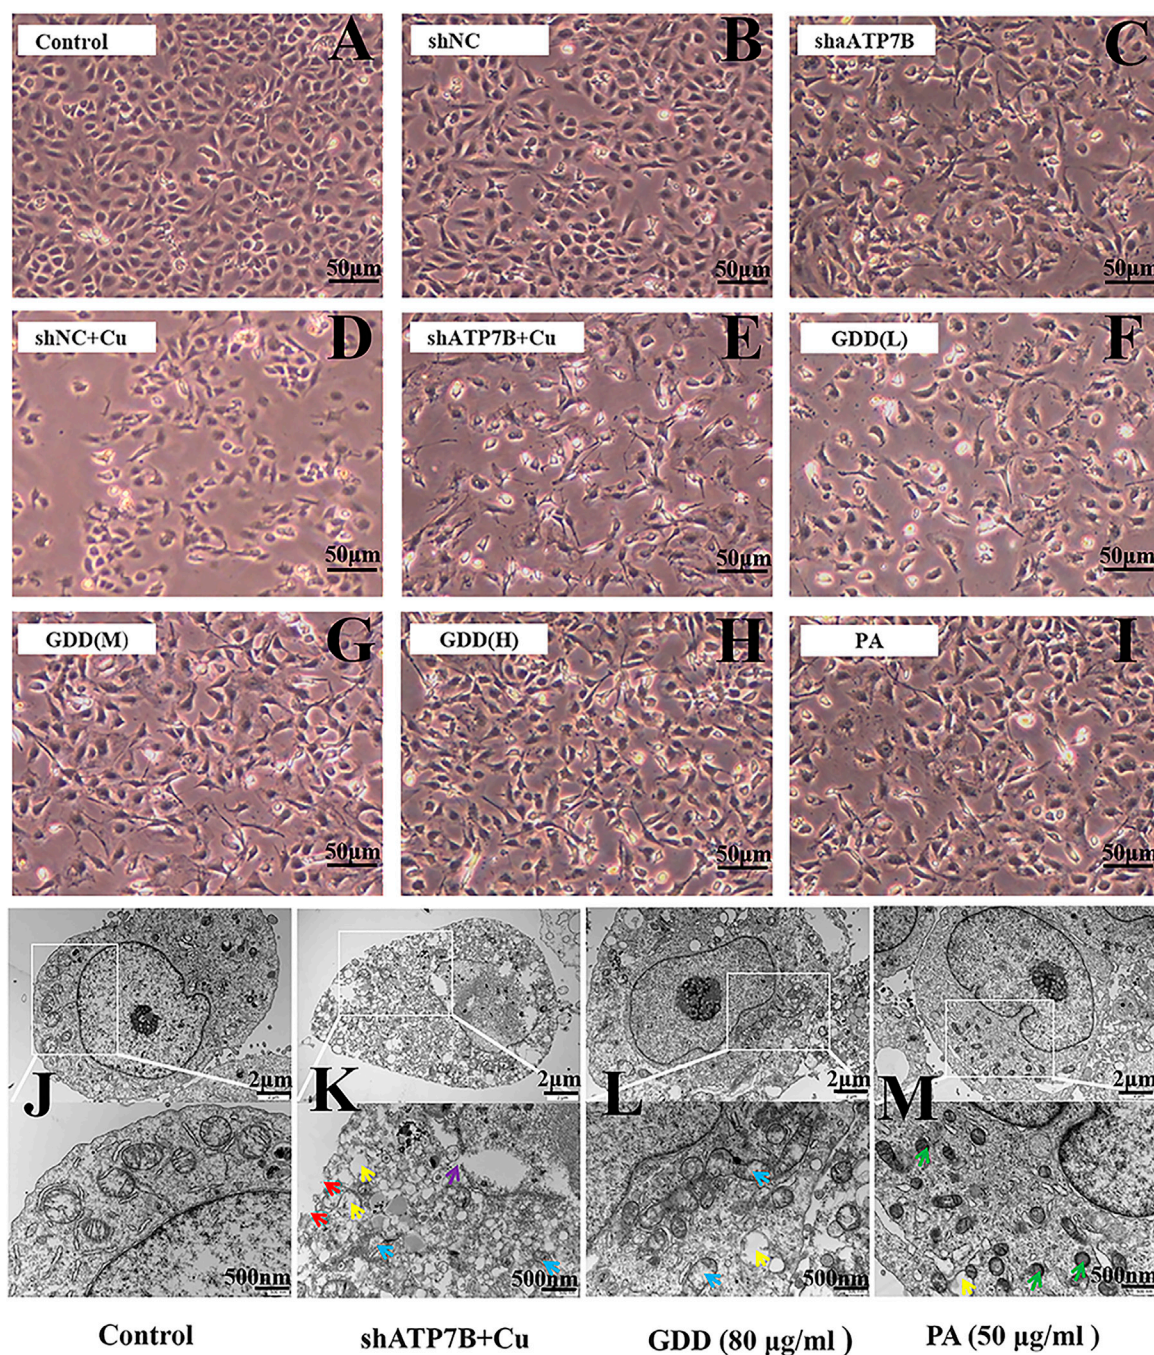 Control A
shNC B
shaATP7B C
50µm
50µm
50µm
shNC+Cu D
shATP7B+Cu E
GDD(L) F
50µm
50µm
50µm
GDD(M) G
GDD(H) H
PA I
50µm
50µm
50µm
J 2µm
K 2µm
L 2µm
M 2µm
500nm
500nm
500nm
500nm
Control
shATP7B+Cu
GDD (80 µg/ml )
PA (50 µg/ml )